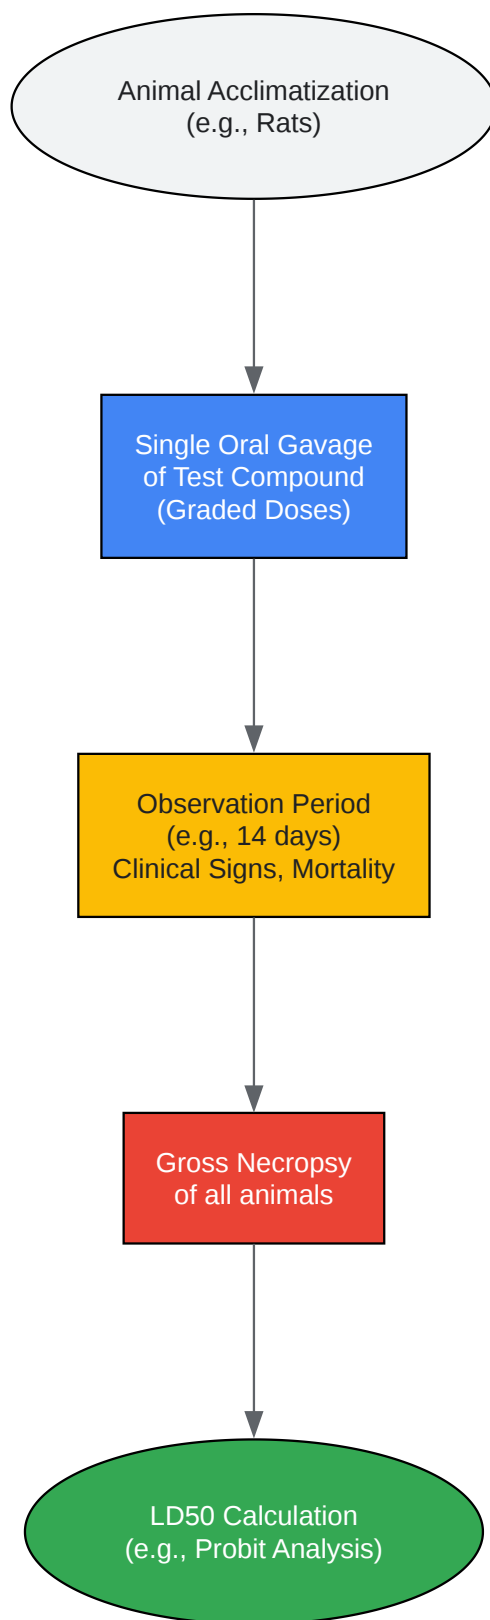 Animal Acclimatization
(e.g., Rats)
Single Oral Gavage
of Test Compound
(Graded Doses)
Observation Period
(e.g., 14 days)
Clinical Signs, Mortality
Gross Necropsy
of all animals
LD50 Calculation
(e.g., Probit Analysis)